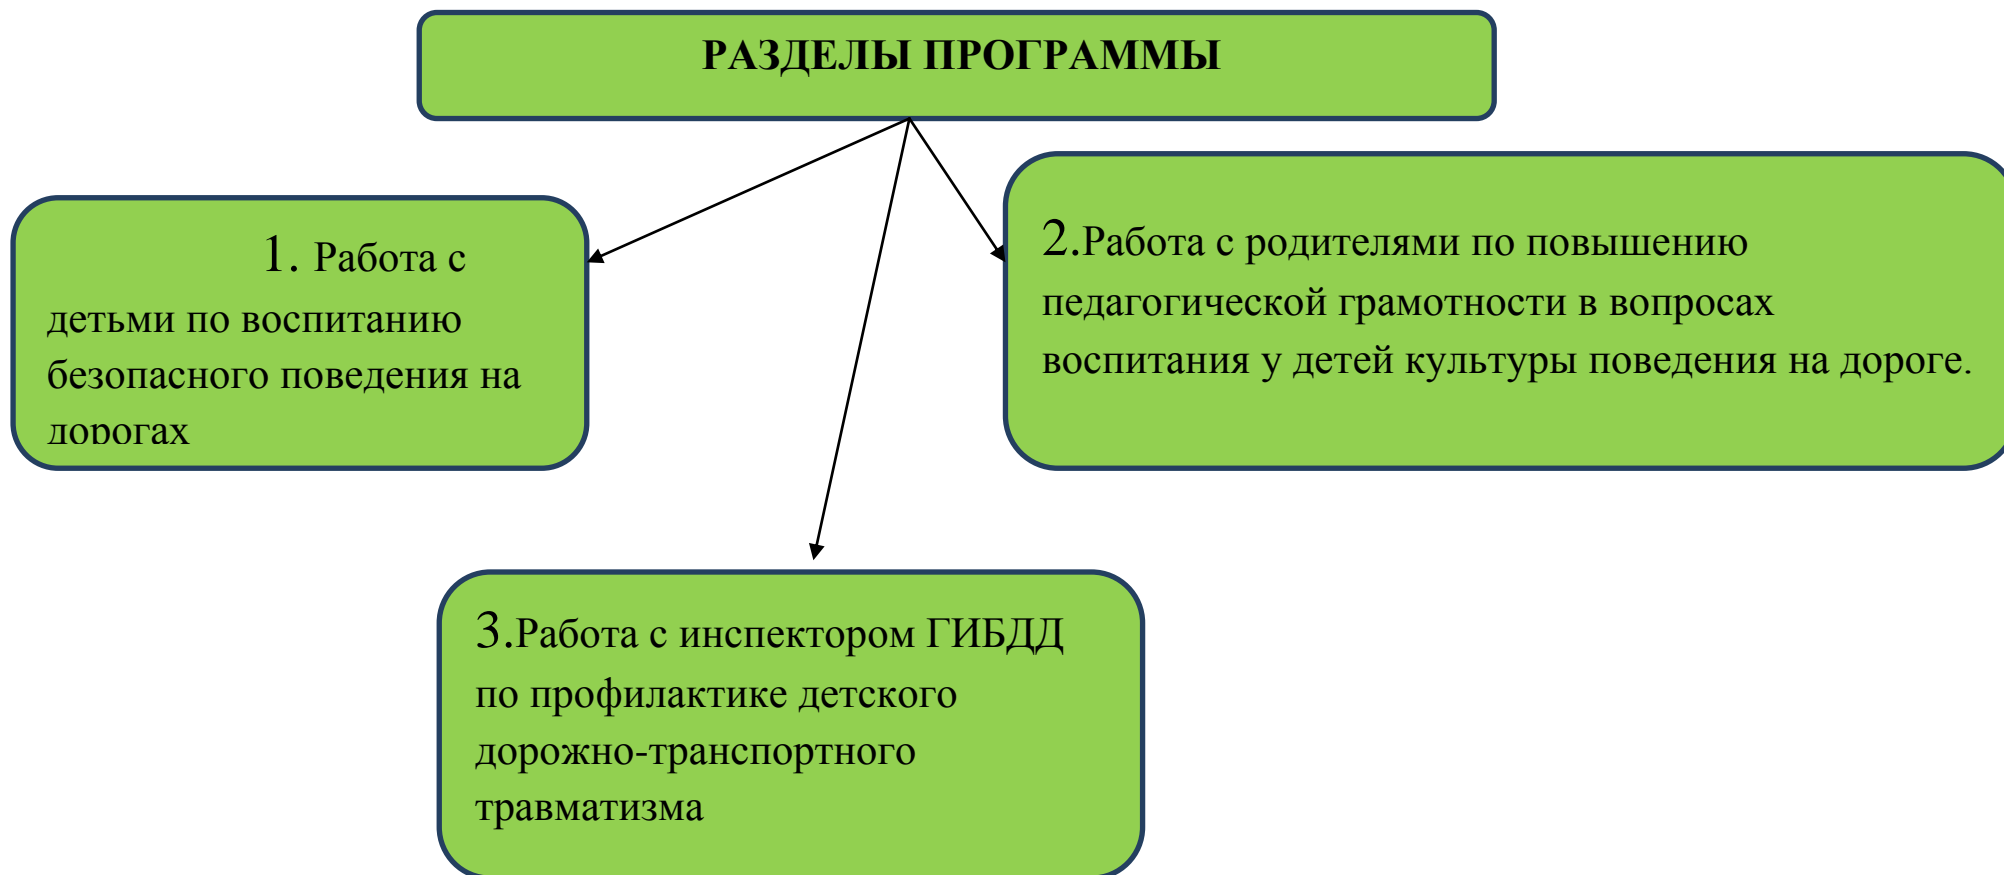 РАЗДЕЛЫ ПРОГРАММЫ
1. Работа с
детьми по воспитанию
безопасного поведения на
дорогах
2.Работа с родителями по повышению
педагогической грамотности в вопросах
воспитания у детей культуры поведения на дороге.
3.Работа с инспектором ГИБДД
по профилактике детского
дорожно-транспортного
травматизма